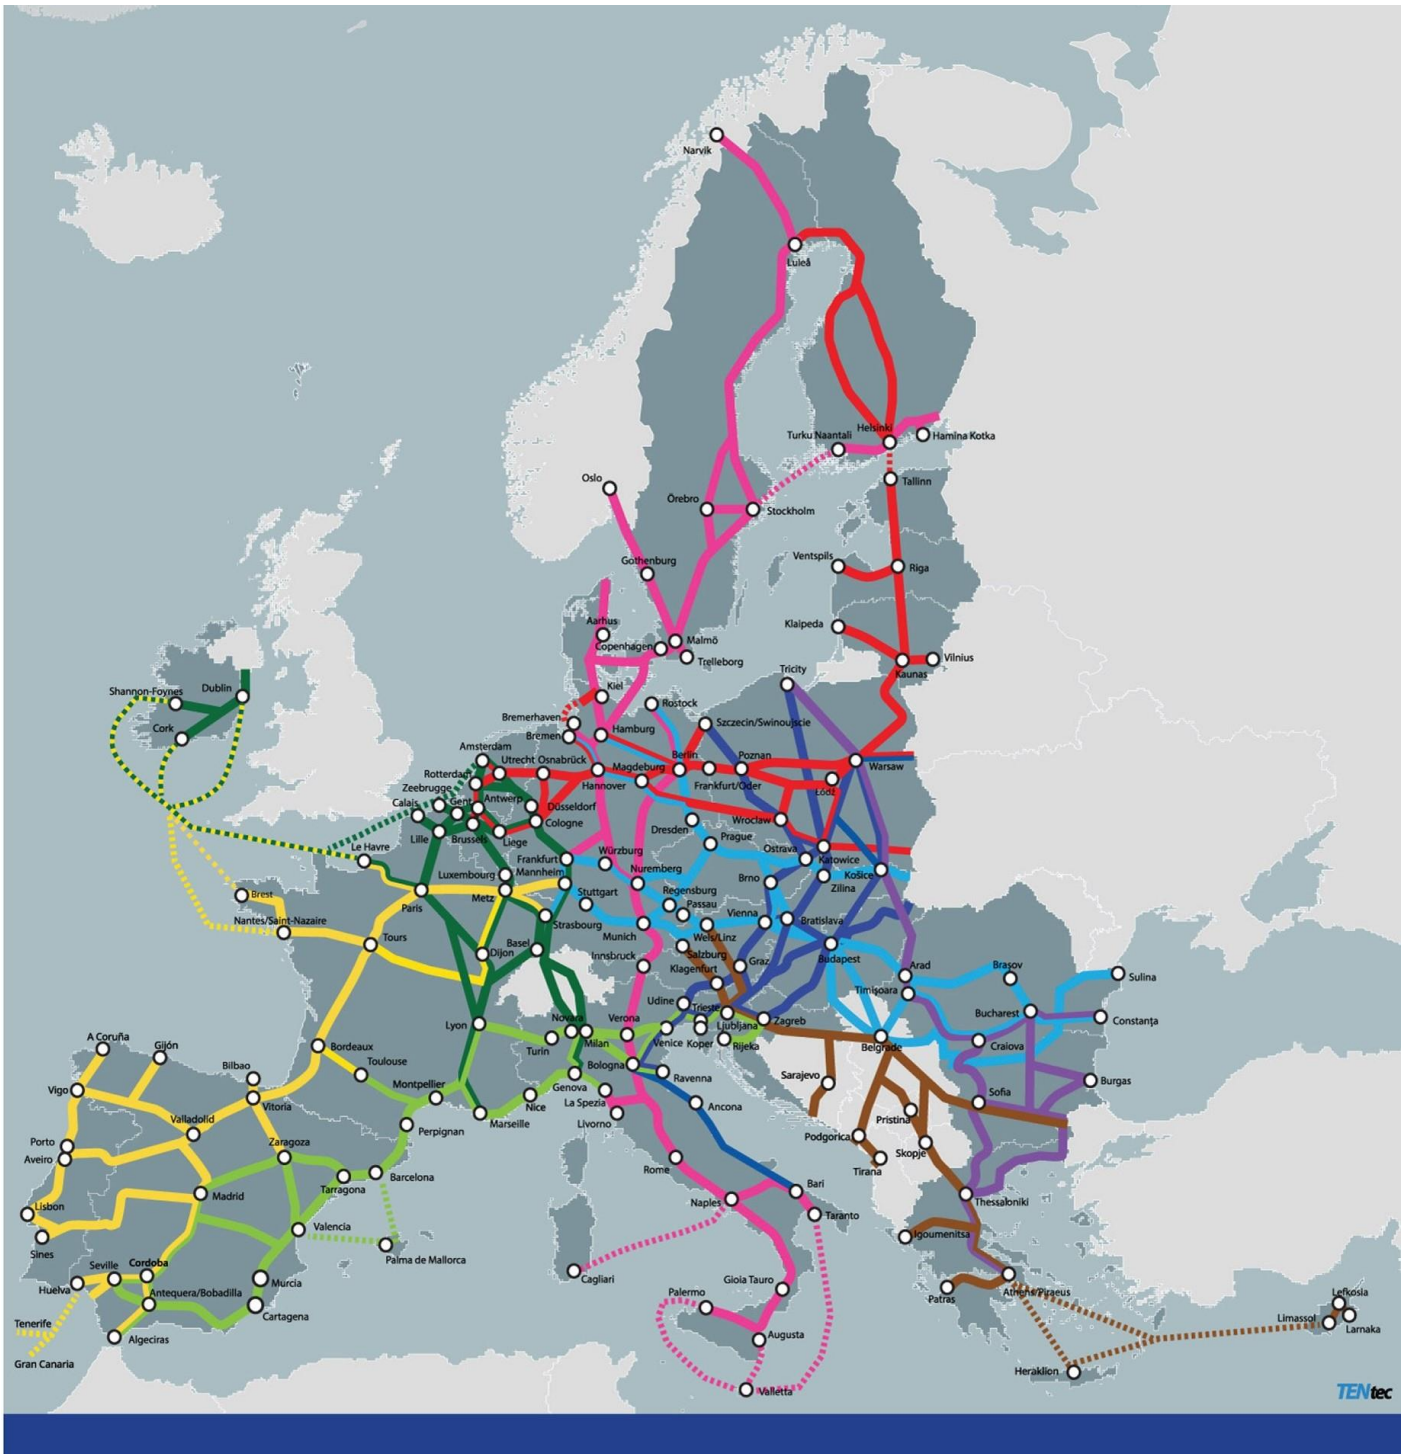 Narvik
Luleå
Helsinki
Turku Naantali
Hamina Kotka
Oslo
Tallinn
Örebro
Stockholm
Ventspils
Gothenburg
Riga
Aarhus
Klaipeda
Copenhagen
Malmö
Trelleborg
Vilnius
Kaunas
Tricity
Shannon-Foynes
Dublin
Kiel
Rostock
Cork
Bremerhaven
Szczecin/Swinoujscie
Hamburg
Bremen
Amsterdam
Utrecht
Osnabrück
Berlin
Poznan
Warsaw
Rotterdam
Magdeburg
Hannover
Frankfurt/Oder
Zeebrugge
Łódz
Calais
Gent
Antwerp
Düsseldorf
Cologne
Wroclaw
Lille
Brussels
Liege
Dresden
Prague
Le Havre
Würzburg
Ostrava
Katowice
Frankfurt
Luxembourg
Mannheim
Nuremberg
Brno
Košice
Zilina
Brest
Metz
Stuttgart
Regensburg
Paris
Passau
Nantes/Saint-Nazaire
Strasbourg
Vienna
Bratislava
Tours
Munich
Wels/Linz
Basel
Dijon
Salzburg
Budapest
Innsbruck
Graz
Klagenfurt
Arad
Braşov
Sulina
Timişoara
Udine
Trieste
Bucharest
Constanţa
Lyon
Novara
Verona
Ljubljana
Zagreb
A Coruña
Gijón
Bordeaux
Turin
Milan
Venice
Koper
Rijeka
Belgrade
Craiova
Toulouse
Bologna
Bilbao
Montpellier
Genova
Ravenna
Sarajevo
Burgas
Vigo
Vitoria
Nice
La Spezia
Ancona
Sofia
Valladolid
Marseille
Livorno
Pristina
Porto
Zaragoza
Perpignan
Podgorica
Aveiro
Skopje
Rome
Tirana
Barcelona
Tarragona
Madrid
Bari
Naples
Thessaloniki
Lisbon
Taranto
Valencia
Igoumenitsa
Sines
Palma de Mallorca
Cordoba
Seville
Cagliari
Murcia
Gioia Tauro
Huelva
Antequera/Bobadilla
Palermo
Patras
Athens/Piraeus
Lefkosia
Cartagena
Limassol
Larnaka
Tenerife
Algeciras
Augusta
Gran Canaria
Heraklion
Valletta
TENtec